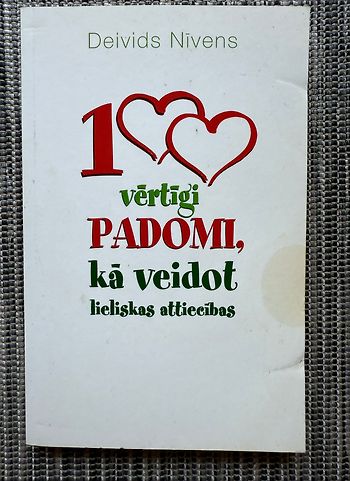 Deivids Nīvens
100
vērtīgi
PADOMI,
kā veidot
lieliskas attiecības